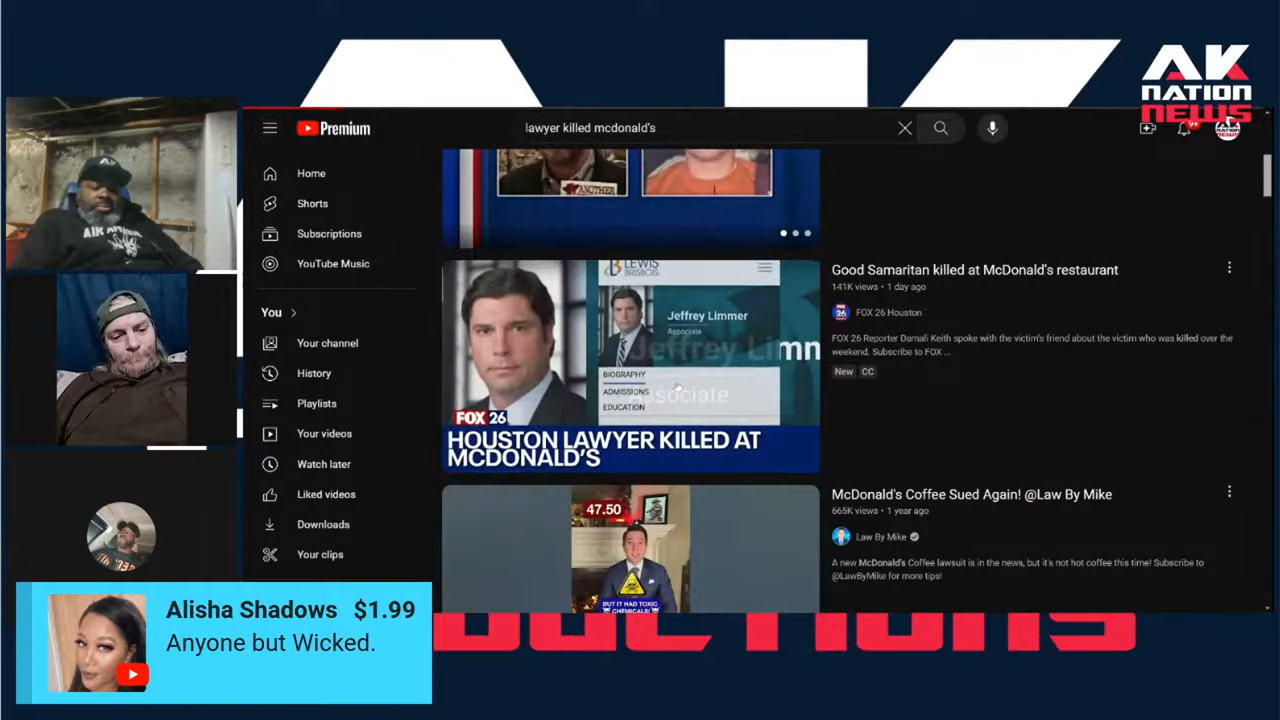 AK
NATION
NEWS
Premium
lawyer killed mcdonald's
9+
Home
Shorts
Subscriptions
YouTube Music
You
Your channel
History
Playlists
Your videos
Watch later
Liked videos
Downloads
Your clips
ANOTHER
LEWIS
BRISBOIS
Jeffrey Limmer
Associate
Jeffrey Limm
Associate
BIOGRAPHY
ADMISSIONS
EDUCATION
FOX 26
HOUSTON LAWYER KILLED AT
MCDONALD'S
Good Samaritan killed at McDonald's restaurant
141K views • 1 day ago
FOX 26 Houston
FOX 26 Reporter Damali Keith spoke with the victim's friend about the victim who was killed over the
weekend. Subscribe to FOX ...
New CC
47.50
BUT IT HAD TOXIC
CHEMICALS!
McDonald's Coffee Sued Again! @Law By Mike
665K views • 1 year ago
Law By Mike
A new McDonald's Coffee lawsuit is in the news, but it's not hot coffee this time! Subscribe to
@LawByMike for more tips!
Alisha Shadows $1.99
Anyone but Wicked.